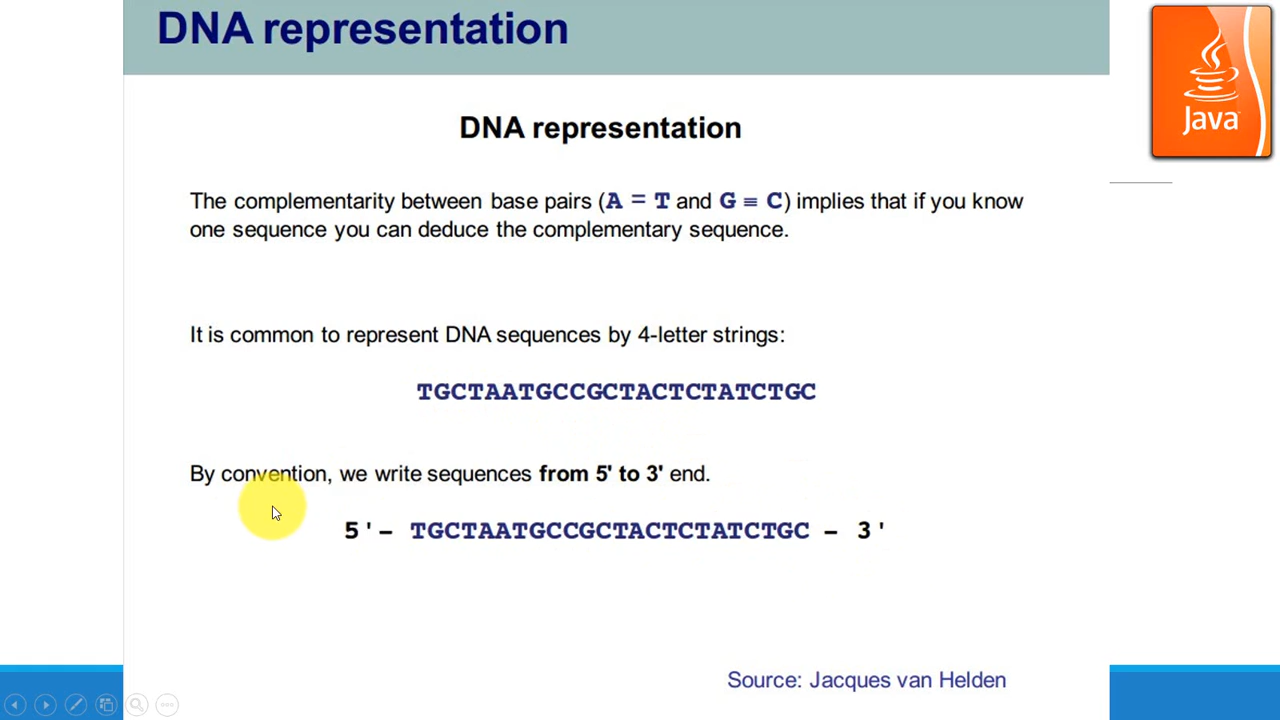 DNA representation
Java
DNA representation
The complementarity between base pairs (A = T and G ≡ C) implies that if you know
one sequence you can deduce the complementary sequence.
It is common to represent DNA sequences by 4-letter strings:
TGCTAATGCCGCTACTCTATCTGC
By convention, we write sequences from 5' to 3' end.
5'- TGCTAATGCCGCTACTCTATCTGC - 3'
Source: Jacques van Helden